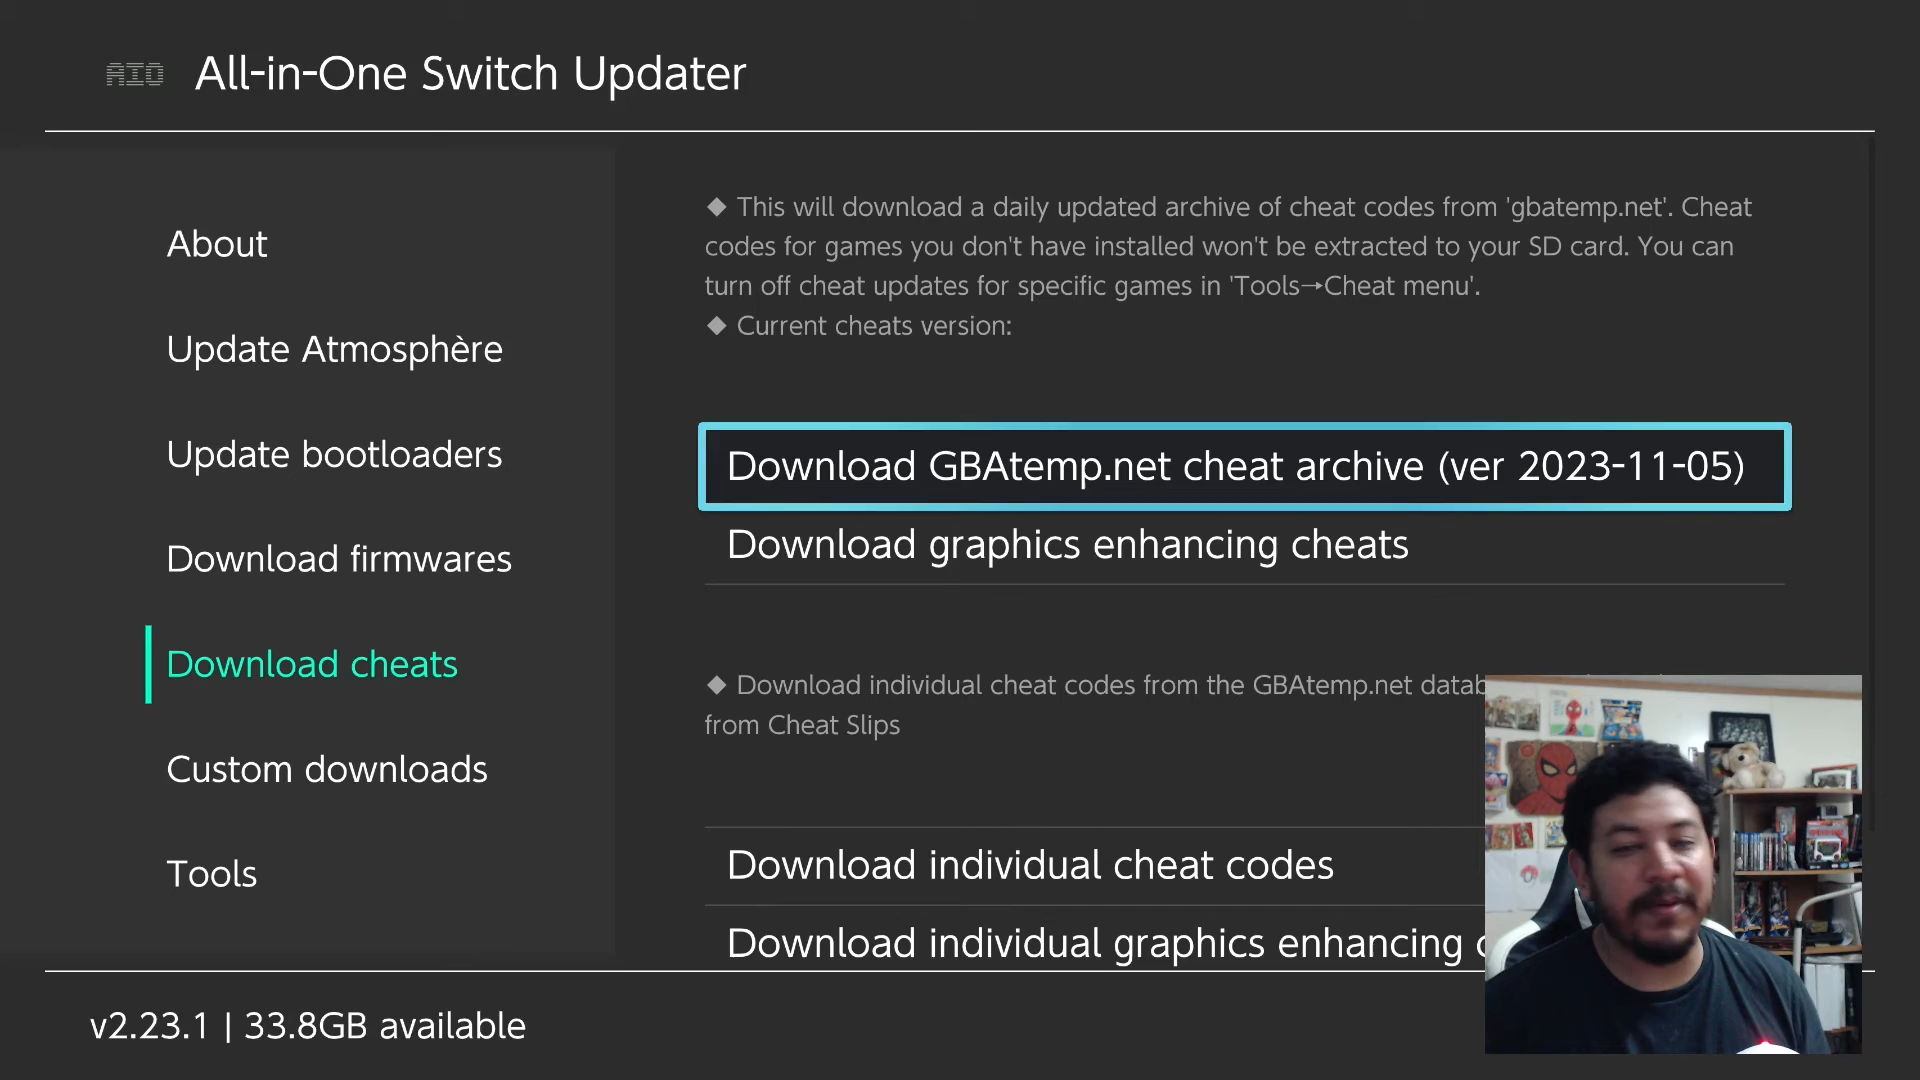 AIO All-in-One Switch Updater
About
Update Atmosphère
Update bootloaders
Download firmwares
Download cheats
Custom downloads
Tools
◆ This will download a daily updated archive of cheat codes from 'gbatemp.net'. Cheat
codes for games you don't have installed won't be extracted to your SD card. You can
turn off cheat updates for specific games in 'Tools→Cheat menu'.
◆ Current cheats version:
Download GBAtemp.net cheat archive (ver 2023-11-05)
Download graphics enhancing cheats
◆ Download individual cheat codes from the GBAtemp.net
from Cheat Slips
Download individual cheat codes
Download individual graphics enhancing
v2.23.1 | 33.8GB available